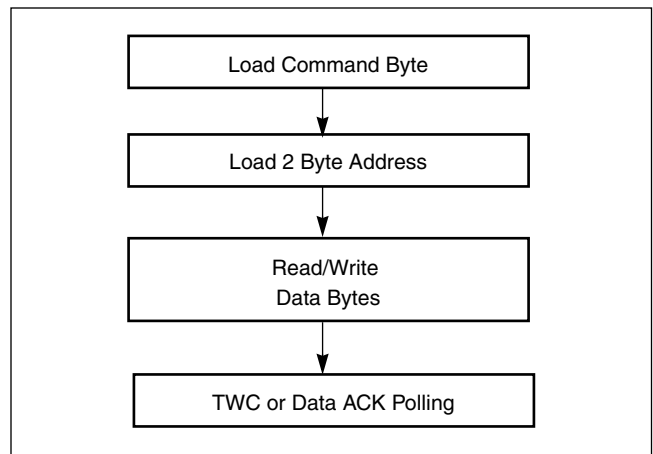 Load Command Byte
Load 2 Byte Address
Read/Write
Data Bytes
TWC or Data ACK Polling